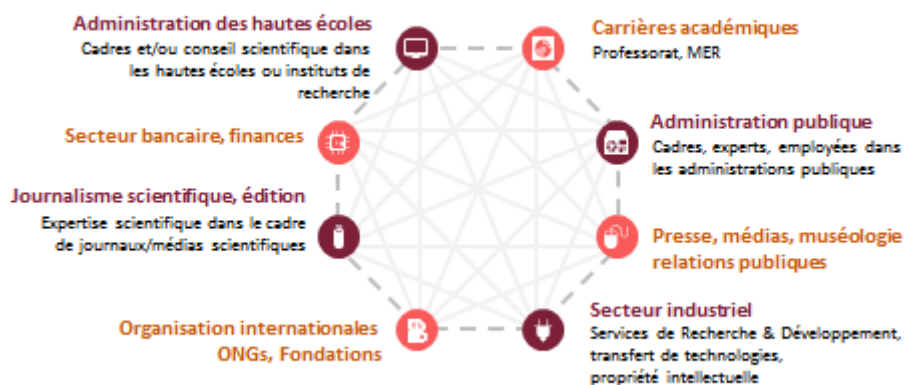 Administration des hautes écoles
Cadres et/ou conseil scientifique dans
les hautes écoles ou instituts de
recherche
Carrières académiques
Professorat, MER
Secteur bancaire, finances
Administration publique
Cadres, experts, employées dans
les administrations publiques
Journalisme scientifique, édition
Expertise scientifique dans le cadre
de journaux/médias scientifiques
Presse, médias, muséologie
relations publiques
Organisation internationales
ONGs, Fondations
Secteur industriel
Services de Recherche & Développement,
transfert de technologies,
propriété intellectuelle